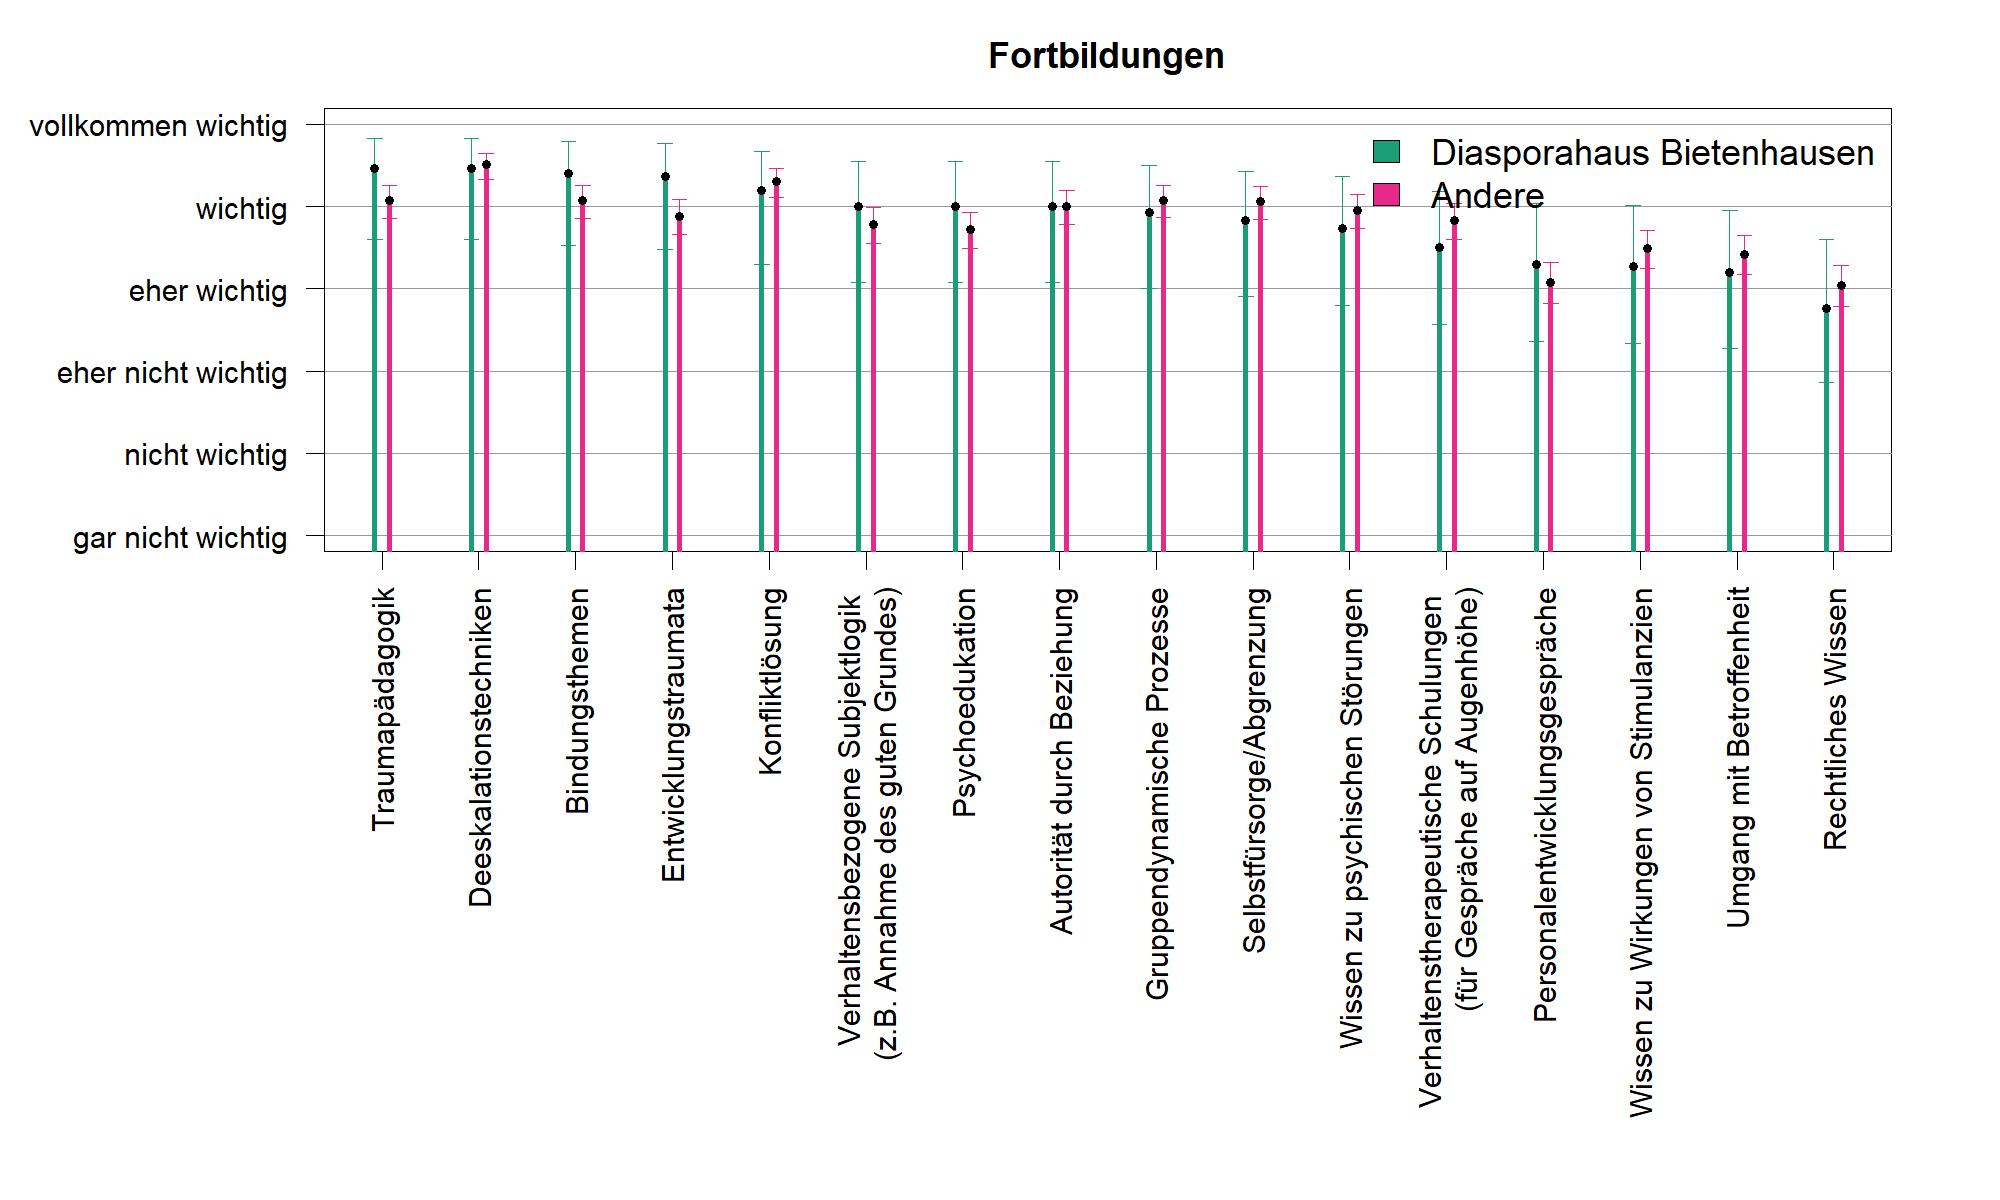 Fortbildungen
vollkommen wichtig
wichtig
eher wichtig
eher nicht wichtig
nicht wichtig
gar nicht wichtig
Diasporahaus Bietenhausen
Andere
Traumapädagogik
Deeskalationstechniken
Bindungsthemen
Entwicklungstraumata
Konfliktlösung
Verhaltensbezogene Subjektlogik
(z.B. Annahme des guten Grundes)
Psychoedukation
Autorität durch Beziehung
Gruppendynamische Prozesse
Selbstfürsorge/Abgrenzung
Wissen zu psychischen Störungen
Verhaltenstherapeutische Schulungen
(für Gespräche auf Augenhöhe)
Personalentwicklungsgespräche
Wissen zu Wirkungen von Stimulanzien
Umgang mit Betroffenheit
Rechtliches Wissen